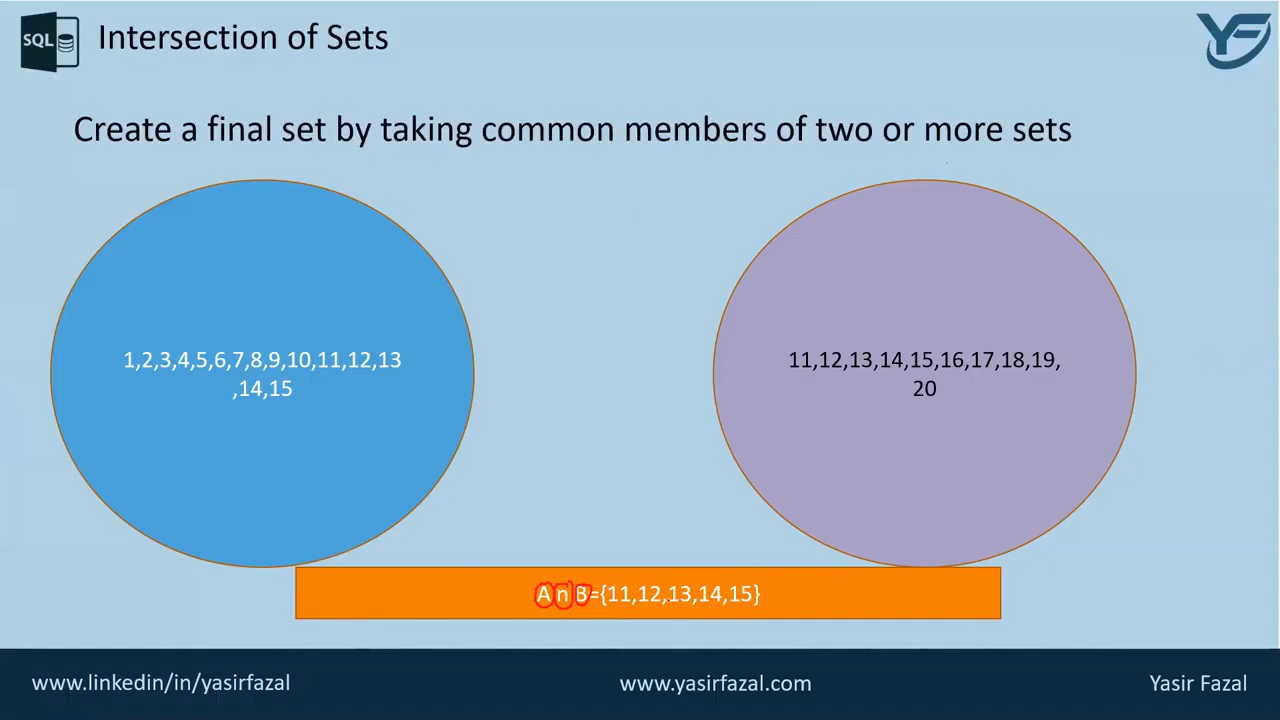 SQL
Intersection of Sets
YF
Create a final set by taking common members of two or more sets
1,2,3,4,5,6,7,8,9,10,11,12,13
,14,15
11,12,13,14,15,16,17,18,19,
20
A n B={11,12,13,14,15}
www.linkedin/in/yasirfazal
www.yasirfazal.com
Yasir Fazal